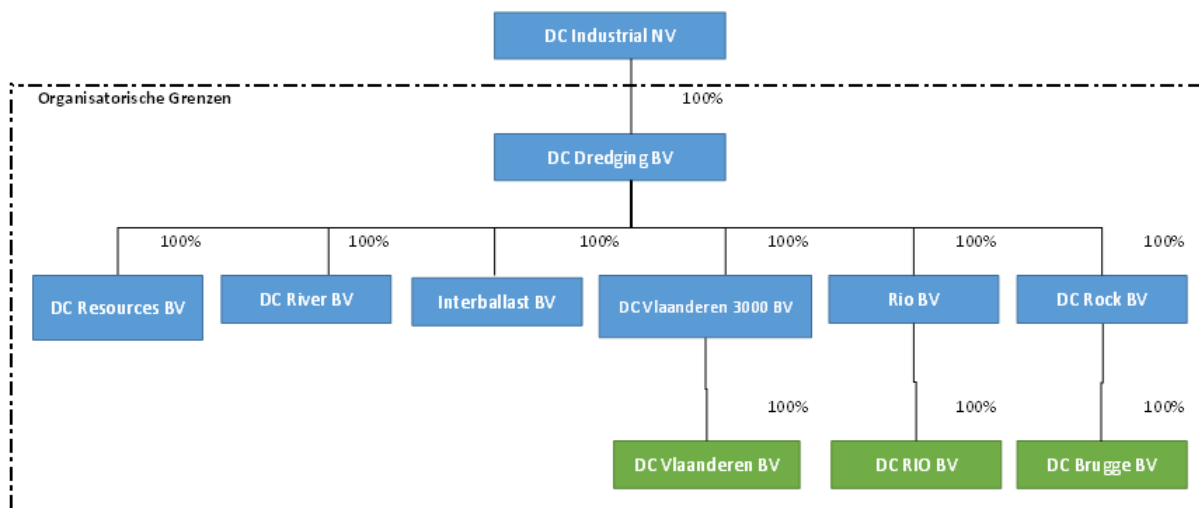 DC Industrial NV
Organisatorische Grenzen
100%
DC Dredging BV
100%
100%
100%
100%
100%
100%
DC Resources BV
DC River BV
Interballast BV
DC Vlaanderen 3000 BV
Rio BV
DC Rock BV
100%
100%
100%
DC Vlaanderen BV
DC RIO BV
DC Brugge BV